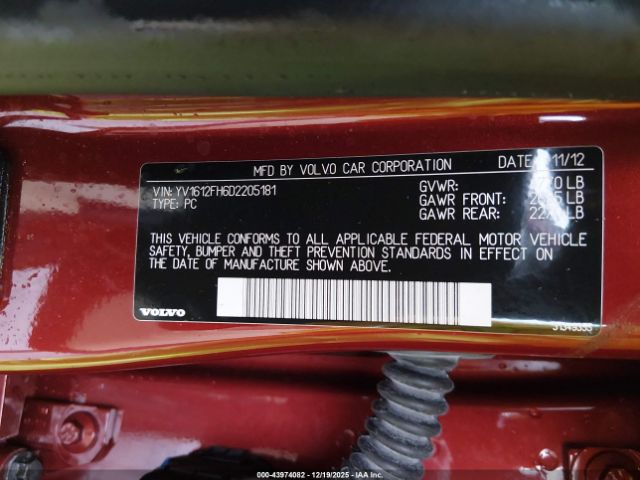 MFD BY VOLVO CAR CORPORATION DATE 11/12
VIN: YV1612FH6D2205181
TYPE: PC
GVWR: LB
GAWR FRONT: LB
GAWR REAR: LB
THIS VEHICLE CONFORMS TO ALL APPLICABLE FEDERAL MOTOR VEHICLE
SAFETY, BUMPER AND THEFT PREVENTION STANDARDS IN EFFECT ON
THE DATE OF MANUFACTURE SHOWN ABOVE.
VOLVO
000-43974082 - 12/19/2025 - IAA Inc.